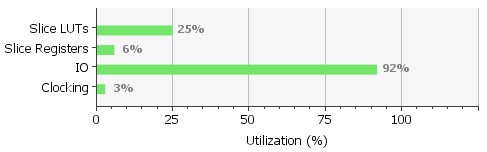 Slice LUTs 25%
Slice Registers 6%
IO 92%
Clocking 3%
0 25 50 75 100
Utilization (%)